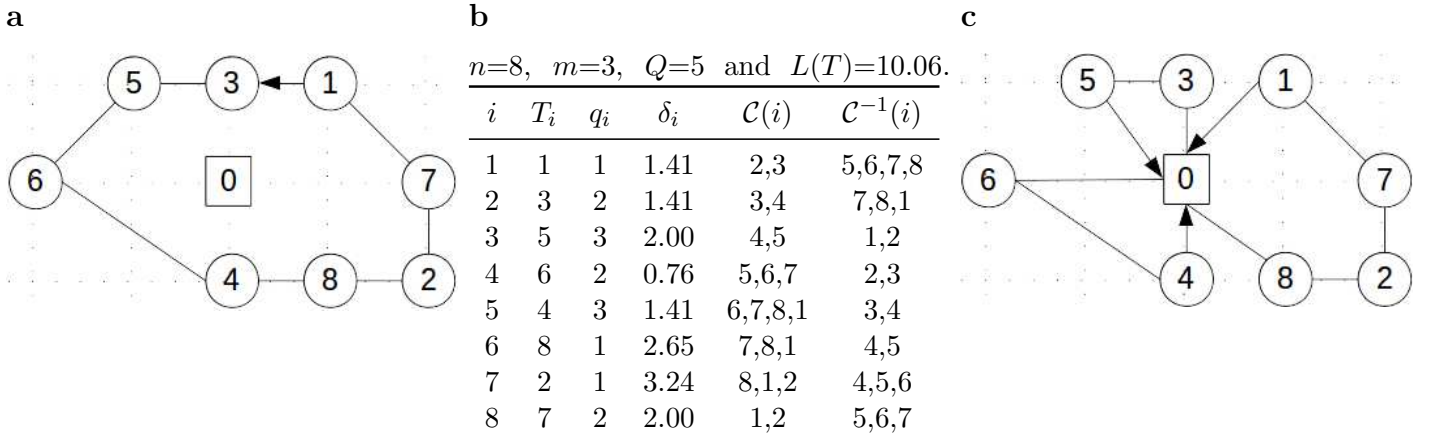 a
5 3 1
6 0 7
4 8 2
b
n=8, m=3, Q=5 and L(T)=10.06.
i T_i q_i δ_i C(i) C⁻¹(i)
1 1 1 1.41 2,3 5,6,7,8
2 3 2 1.41 3,4 7,8,1
3 5 3 2.00 4,5 1,2
4 6 2 0.76 5,6,7 2,3
5 4 3 1.41 6,7,8,1 3,4
6 8 1 2.65 7,8,1 4,5
7 2 1 3.24 8,1,2 4,5,6
8 7 2 2.00 1,2 5,6,7
c
5 3 1
6 0 7
4 8 2